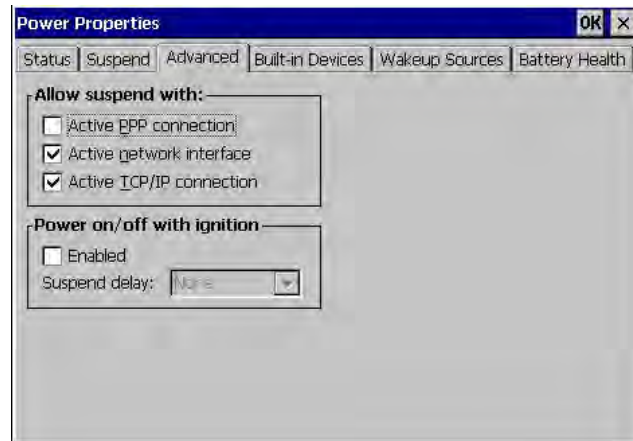 Power Properties OK ×
Status Suspend Advanced Built-in Devices Wakeup Sources Battery Health
Allow suspend with:
Active PPP connection
Active network interface
Active TCP/IP connection
Power on/off with ignition
Enabled
Suspend delay: None